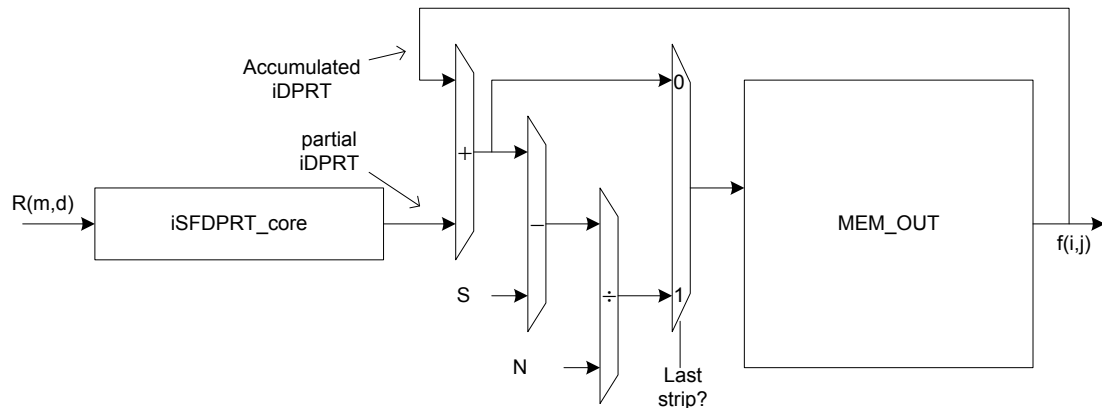 Accumulated
iDPRT
partial
iDPRT
R(m,d)
iSFDPRT_core
+
−
S
÷
N
0
1
Last
strip?
MEM_OUT
f(i,j)